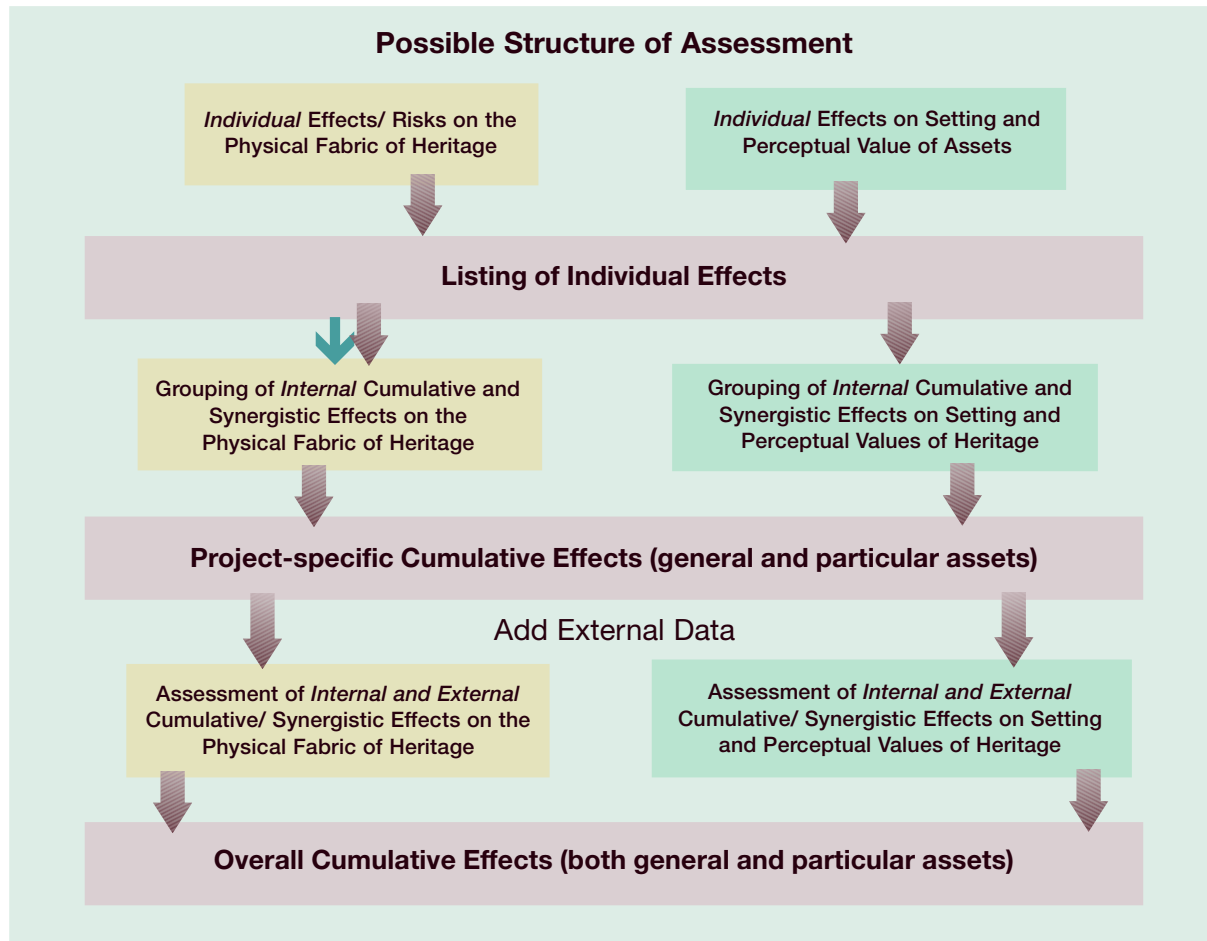 Possible Structure of Assessment
Individual Effects/ Risks on the
Physical Fabric of Heritage
Individual Effects on Setting and
Perceptual Value of Assets
Listing of Individual Effects
Grouping of Internal Cumulative and
Synergistic Effects on the
Physical Fabric of Heritage
Grouping of Internal Cumulative and
Synergistic Effects on Setting and
Perceptual Values of Heritage
Project-specific Cumulative Effects (general and particular assets)
Add External Data
Assessment of Internal and External
Cumulative/ Synergistic Effects on the
Physical Fabric of Heritage
Assessment of Internal and External
Cumulative/ Synergistic Effects on Setting
and Perceptual Values of Heritage
Overall Cumulative Effects (both general and particular assets)